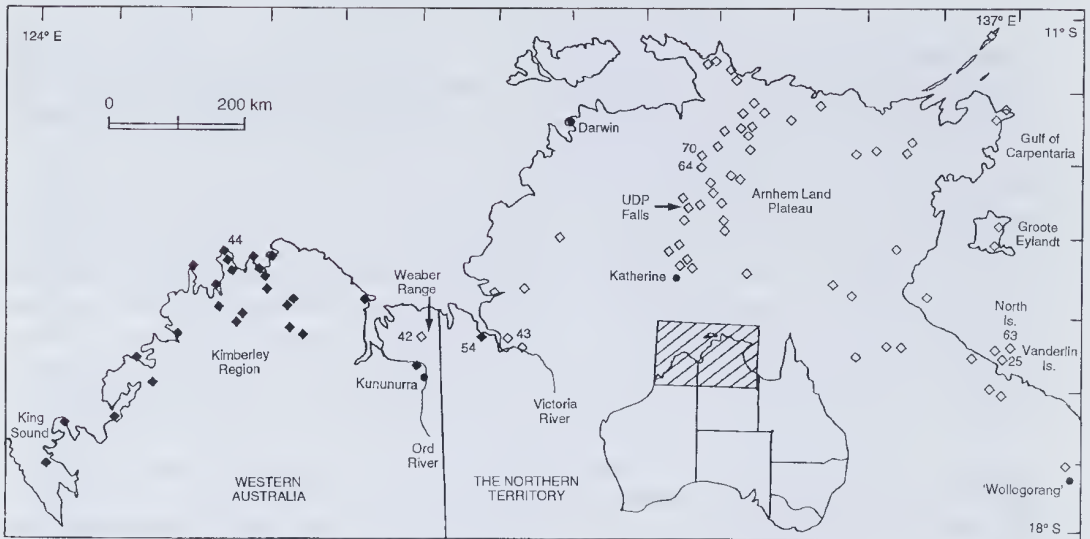 124° E
137° E
11° S
0
200 km
Darwin
Gulf of
Carpentaria
70
64
UDP
Falls
Arnhem Land
Plateau
Groote
Eylandt
44
Weaber
Range
Katherine
North
Is.
63
Vanderlin
Is.
25
42
54
43
Kimberley
Region
Kununurra
Victoria
River
King
Sound
Ord
River
WESTERN
AUSTRALIA
THE NORTHERN
TERRITORY
'Wollogorang'
18° S